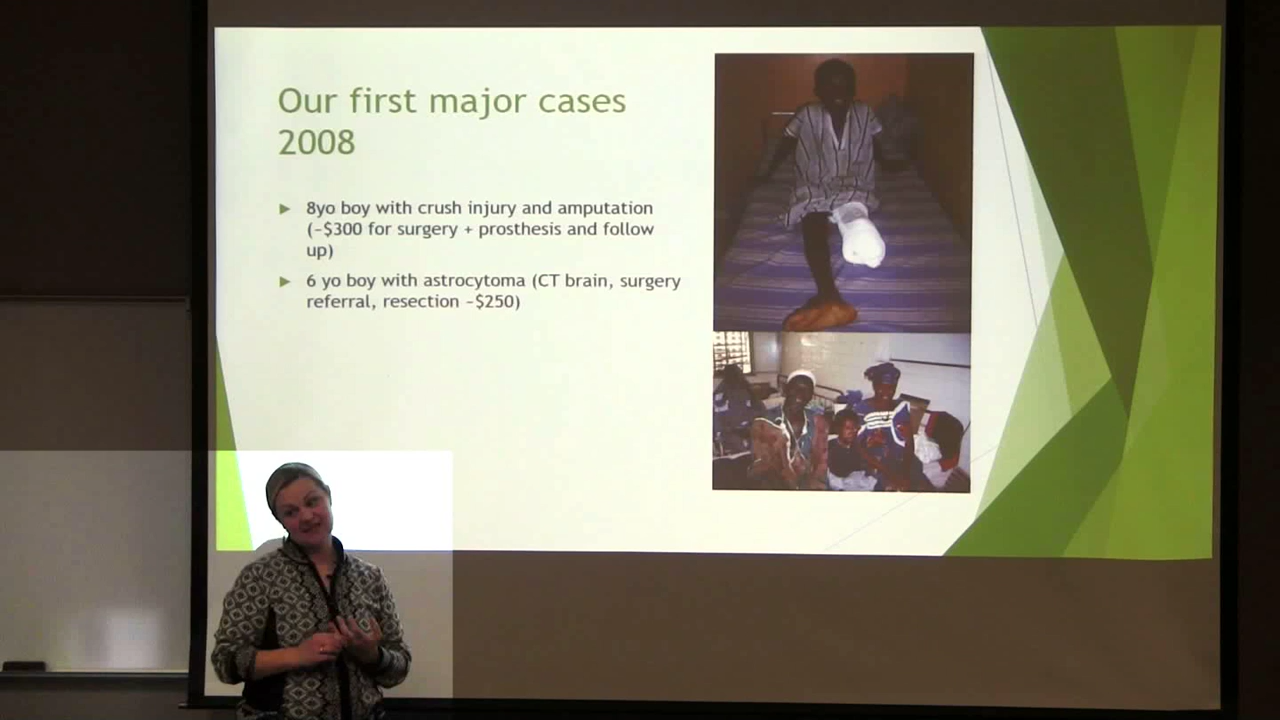 Our first major cases
2008
8yo boy with crush injury and amputation
(~$300 for surgery + prosthesis and follow
up)
6 yo boy with astrocytoma (CT brain, surgery
referral, resection ~$250)